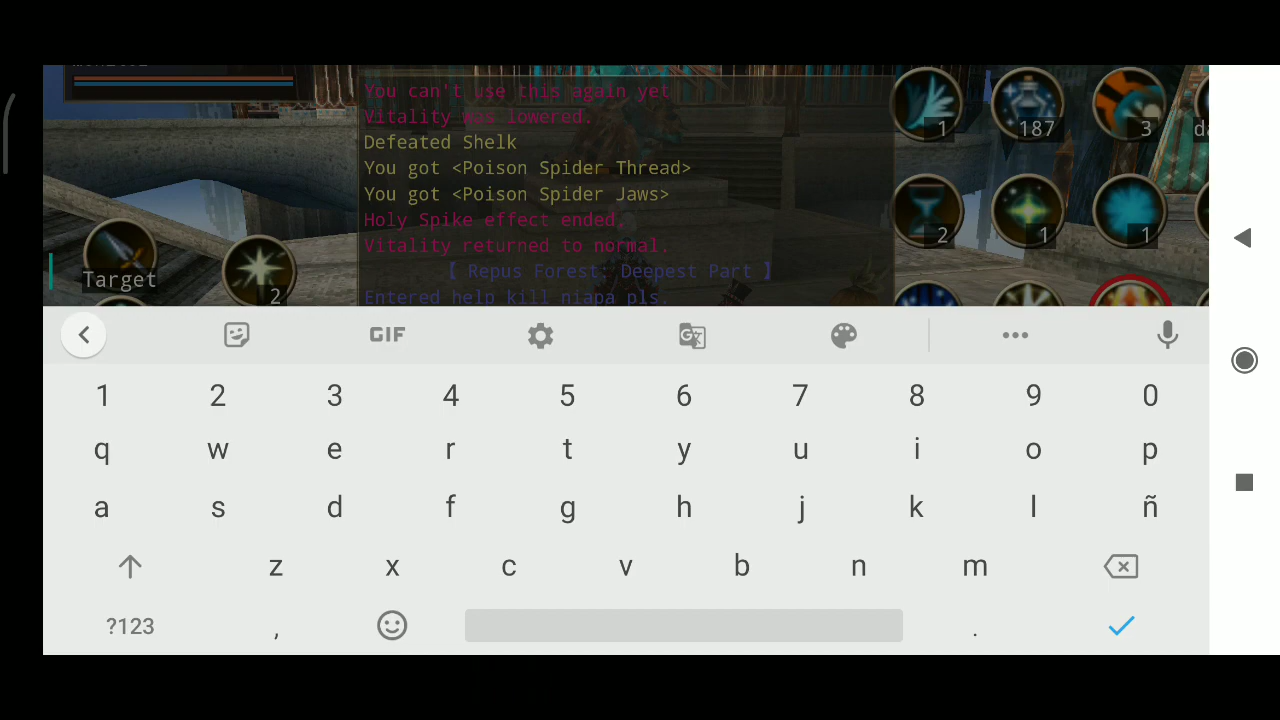 You can't use this again yet
Vitality was lowered.
Defeated Shelk
You got <Poison Spider Thread>
You got <Poison Spider Jaws>
Holy Spike effect ended.
Vitality returned to normal.
【 Repus Forest: Deepest Part 】
Entered help kill niapa pls.
Target
2
1
187
3
2
1
1
GIF
1 2 3 4 5 6 7 8 9 0
q w e r t y u i o p
a s d f g h j k l ñ
z x c v b n m
?123 , .